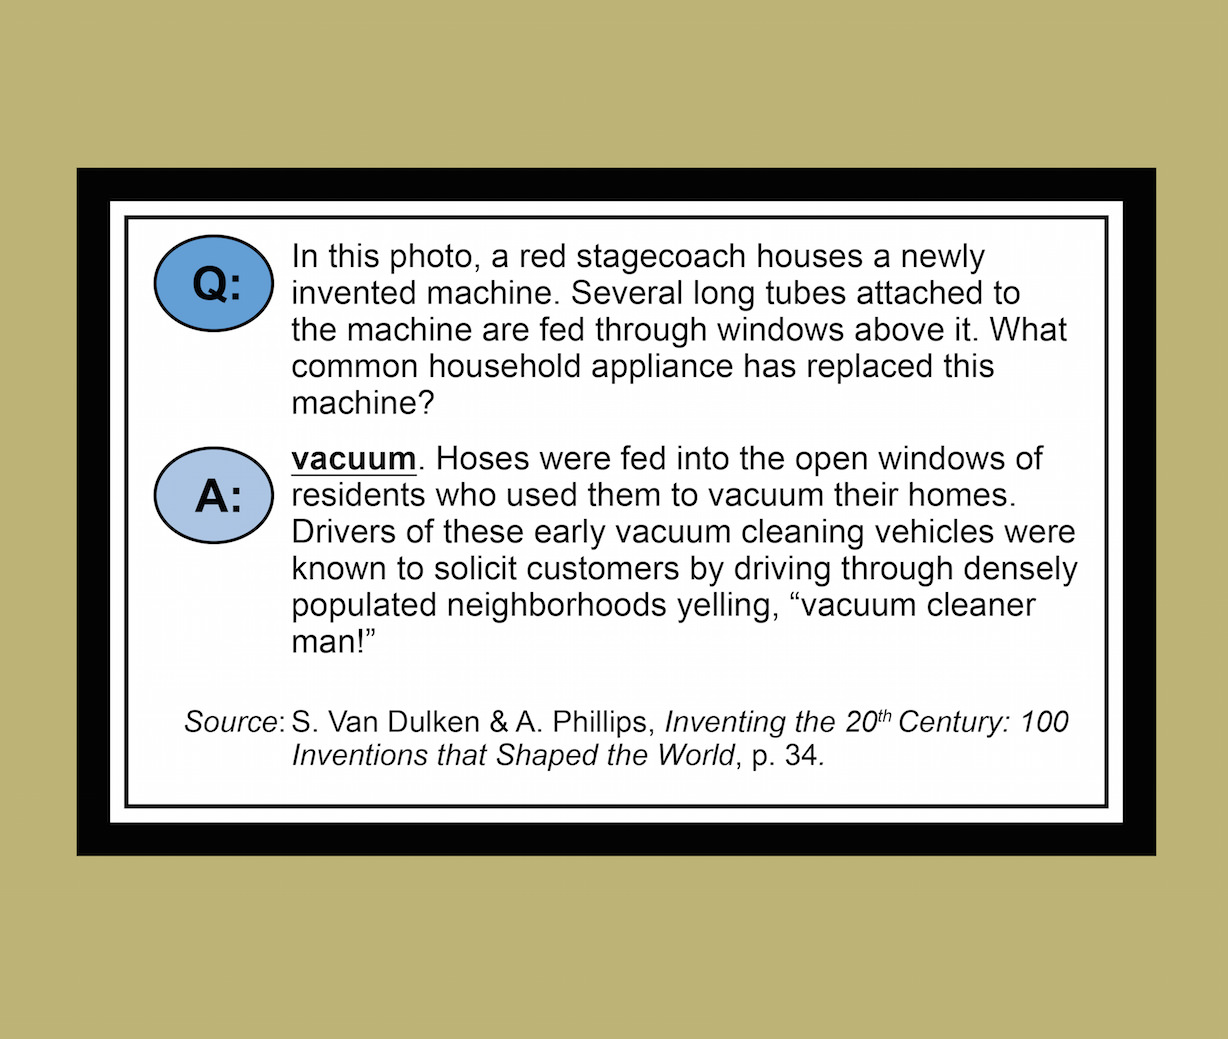 Q: In this photo, a red stagecoach houses a newly
invented machine. Several long tubes attached to
the machine are fed through windows above it. What
common household appliance has replaced this
machine?
A: vacuum. Hoses were fed into the open windows of
residents who used them to vacuum their homes.
Drivers of these early vacuum cleaning vehicles were
known to solicit customers by driving through densely
populated neighborhoods yelling, “vacuum cleaner
man!”
Source: S. Van Dulken & A. Phillips, Inventing the 20th Century: 100
Inventions that Shaped the World, p. 34.